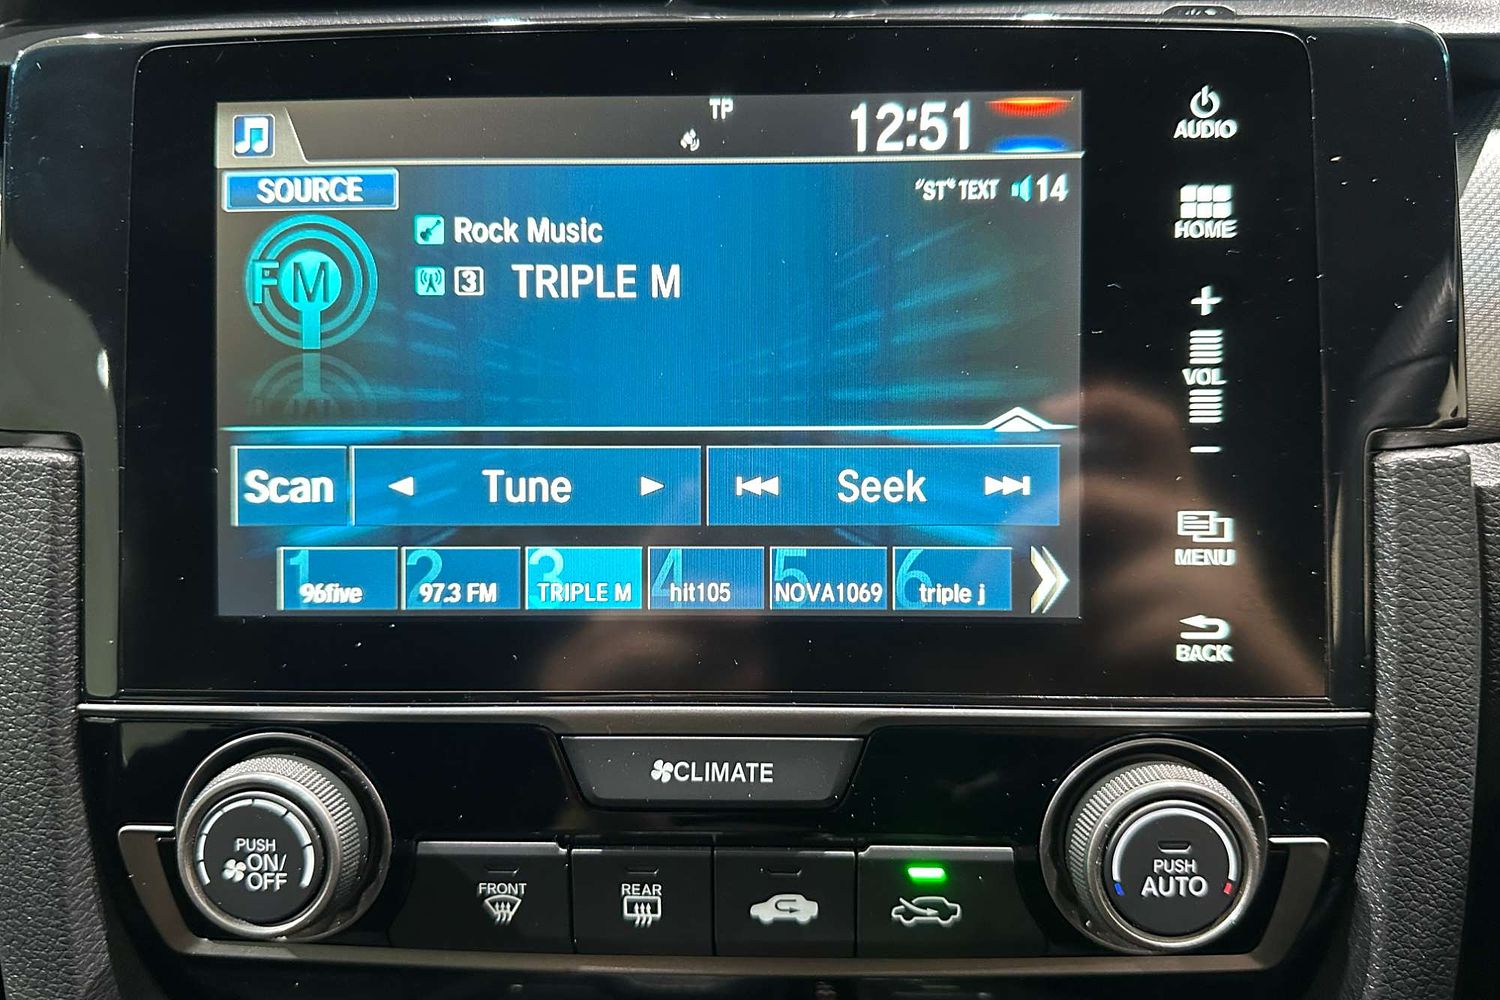 TP
12:51
AUDIO
SOURCE
"ST" TEXT 14
HOME
Rock Music
FM
3 TRIPLE M
+
VOL
-
Scan Tune Seek
MENU
1 96five
2 97.3 FM
3 TRIPLE M
4 hit105
5 NOVA1069
6 triple j
BACK
CLIMATE
PUSH
ON/
OFF
FRONT
REAR
PUSH
AUTO